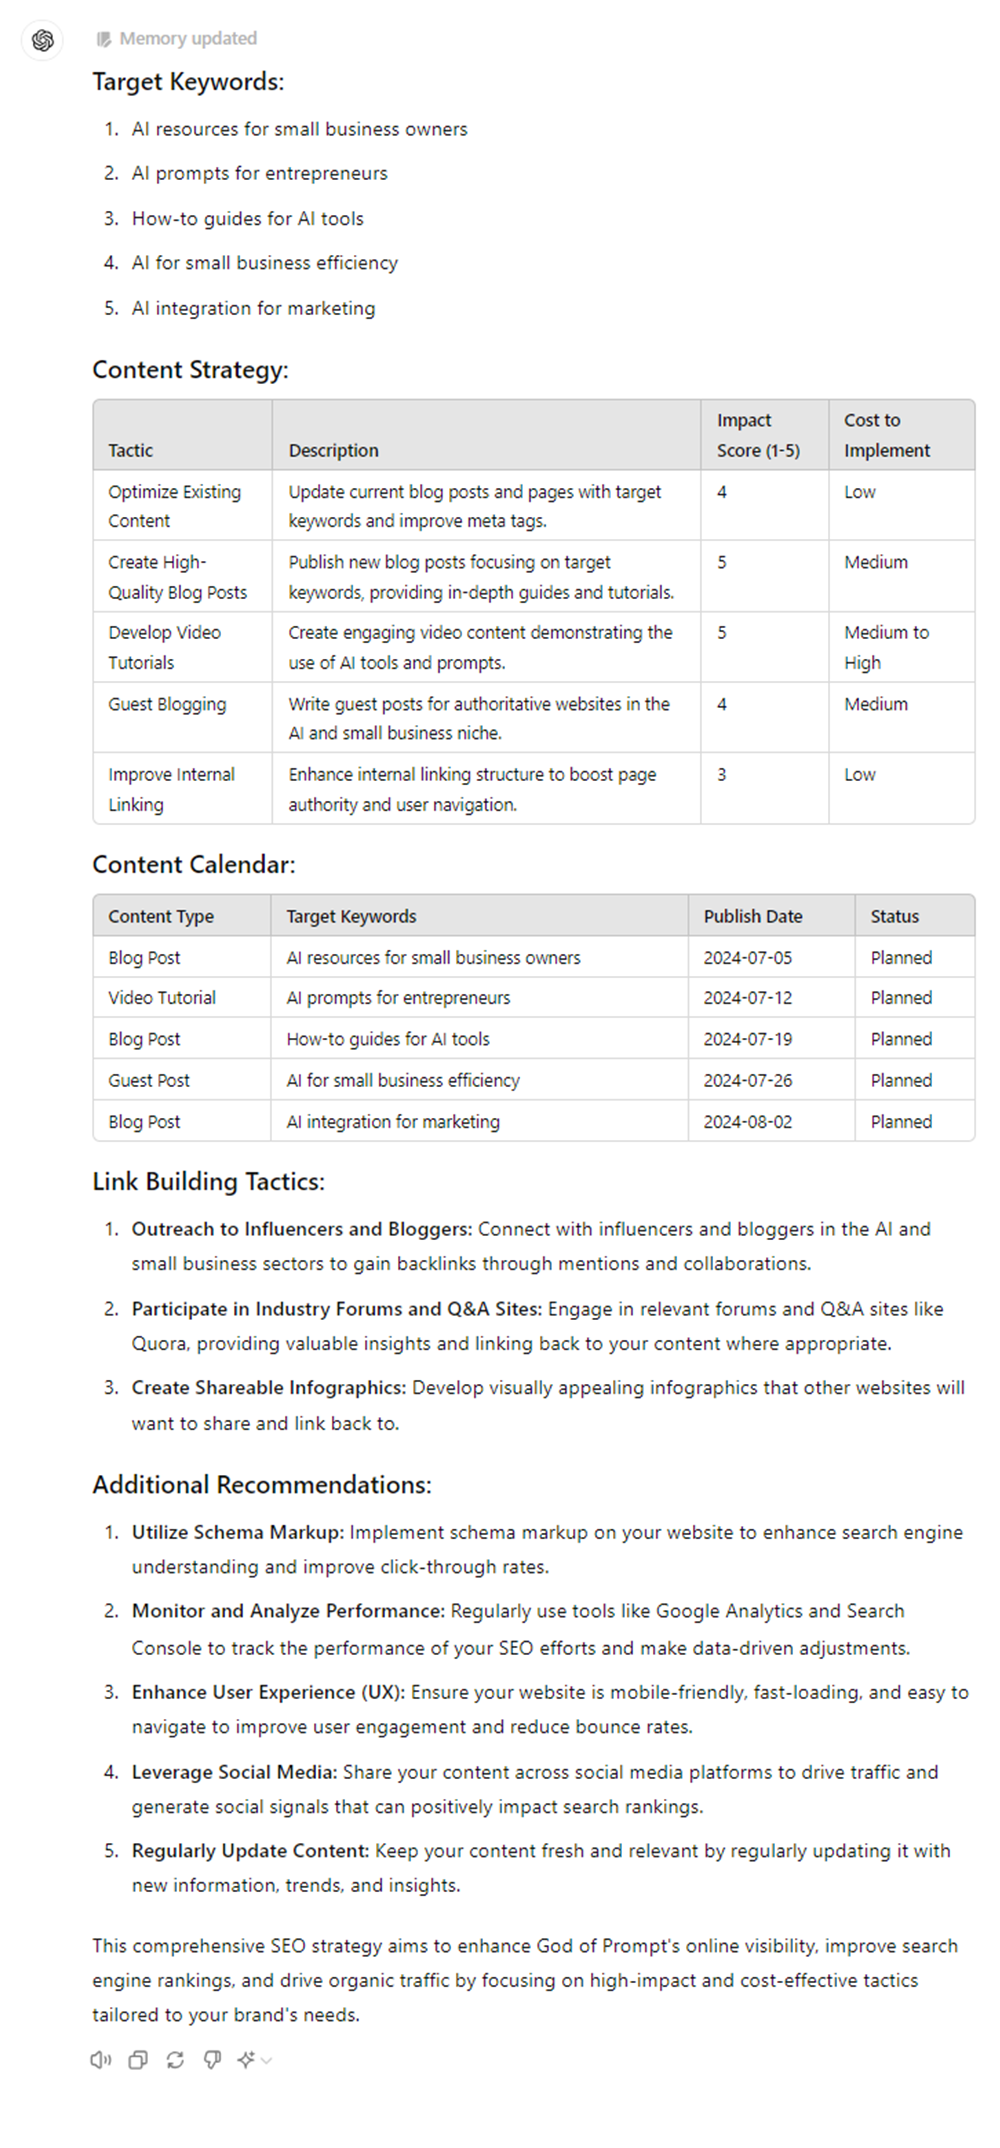 Memory updated
Target Keywords:
1. AI resources for small business owners
2. AI prompts for entrepreneurs
3. How-to guides for AI tools
4. AI for small business efficiency
5. AI integration for marketing
Content Strategy:
Tactic Description Impact Score (1-5) Cost to Implement
Optimize Existing Content Update current blog posts and pages with target keywords and improve meta tags. 4 Low
Create High-Quality Blog Posts Publish new blog posts focusing on target keywords, providing in-depth guides and tutorials. 5 Medium
Develop Video Tutorials Create engaging video content demonstrating the use of AI tools and prompts. 5 Medium to High
Guest Blogging Write guest posts for authoritative websites in the AI and small business niche. 4 Medium
Improve Internal Linking Enhance internal linking structure to boost page authority and user navigation. 3 Low
Content Calendar:
Content Type Target Keywords Publish Date Status
Blog Post AI resources for small business owners 2024-07-05 Planned
Video Tutorial AI prompts for entrepreneurs 2024-07-12 Planned
Blog Post How-to guides for AI tools 2024-07-19 Planned
Guest Post AI for small business efficiency 2024-07-26 Planned
Blog Post AI integration for marketing 2024-08-02 Planned
Link Building Tactics:
1. Outreach to Influencers and Bloggers: Connect with influencers and bloggers in the AI and
small business sectors to gain backlinks through mentions and collaborations.
2. Participate in Industry Forums and Q&A Sites: Engage in relevant forums and Q&A sites like
Quora, providing valuable insights and linking back to your content where appropriate.
3. Create Shareable Infographics: Develop visually appealing infographics that other websites will
want to share and link back to.
Additional Recommendations:
1. Utilize Schema Markup: Implement schema markup on your website to enhance search engine
understanding and improve click-through rates.
2. Monitor and Analyze Performance: Regularly use tools like Google Analytics and Search
Console to track the performance of your SEO efforts and make data-driven adjustments.
3. Enhance User Experience (UX): Ensure your website is mobile-friendly, fast-loading, and easy to
navigate to improve user engagement and reduce bounce rates.
4. Leverage Social Media: Share your content across social media platforms to drive traffic and
generate social signals that can positively impact search rankings.
5. Regularly Update Content: Keep your content fresh and relevant by regularly updating it with
new information, trends, and insights.
This comprehensive SEO strategy aims to enhance God of Prompt's online visibility, improve search
engine rankings, and drive organic traffic by focusing on high-impact and cost-effective tactics
tailored to your brand's needs.